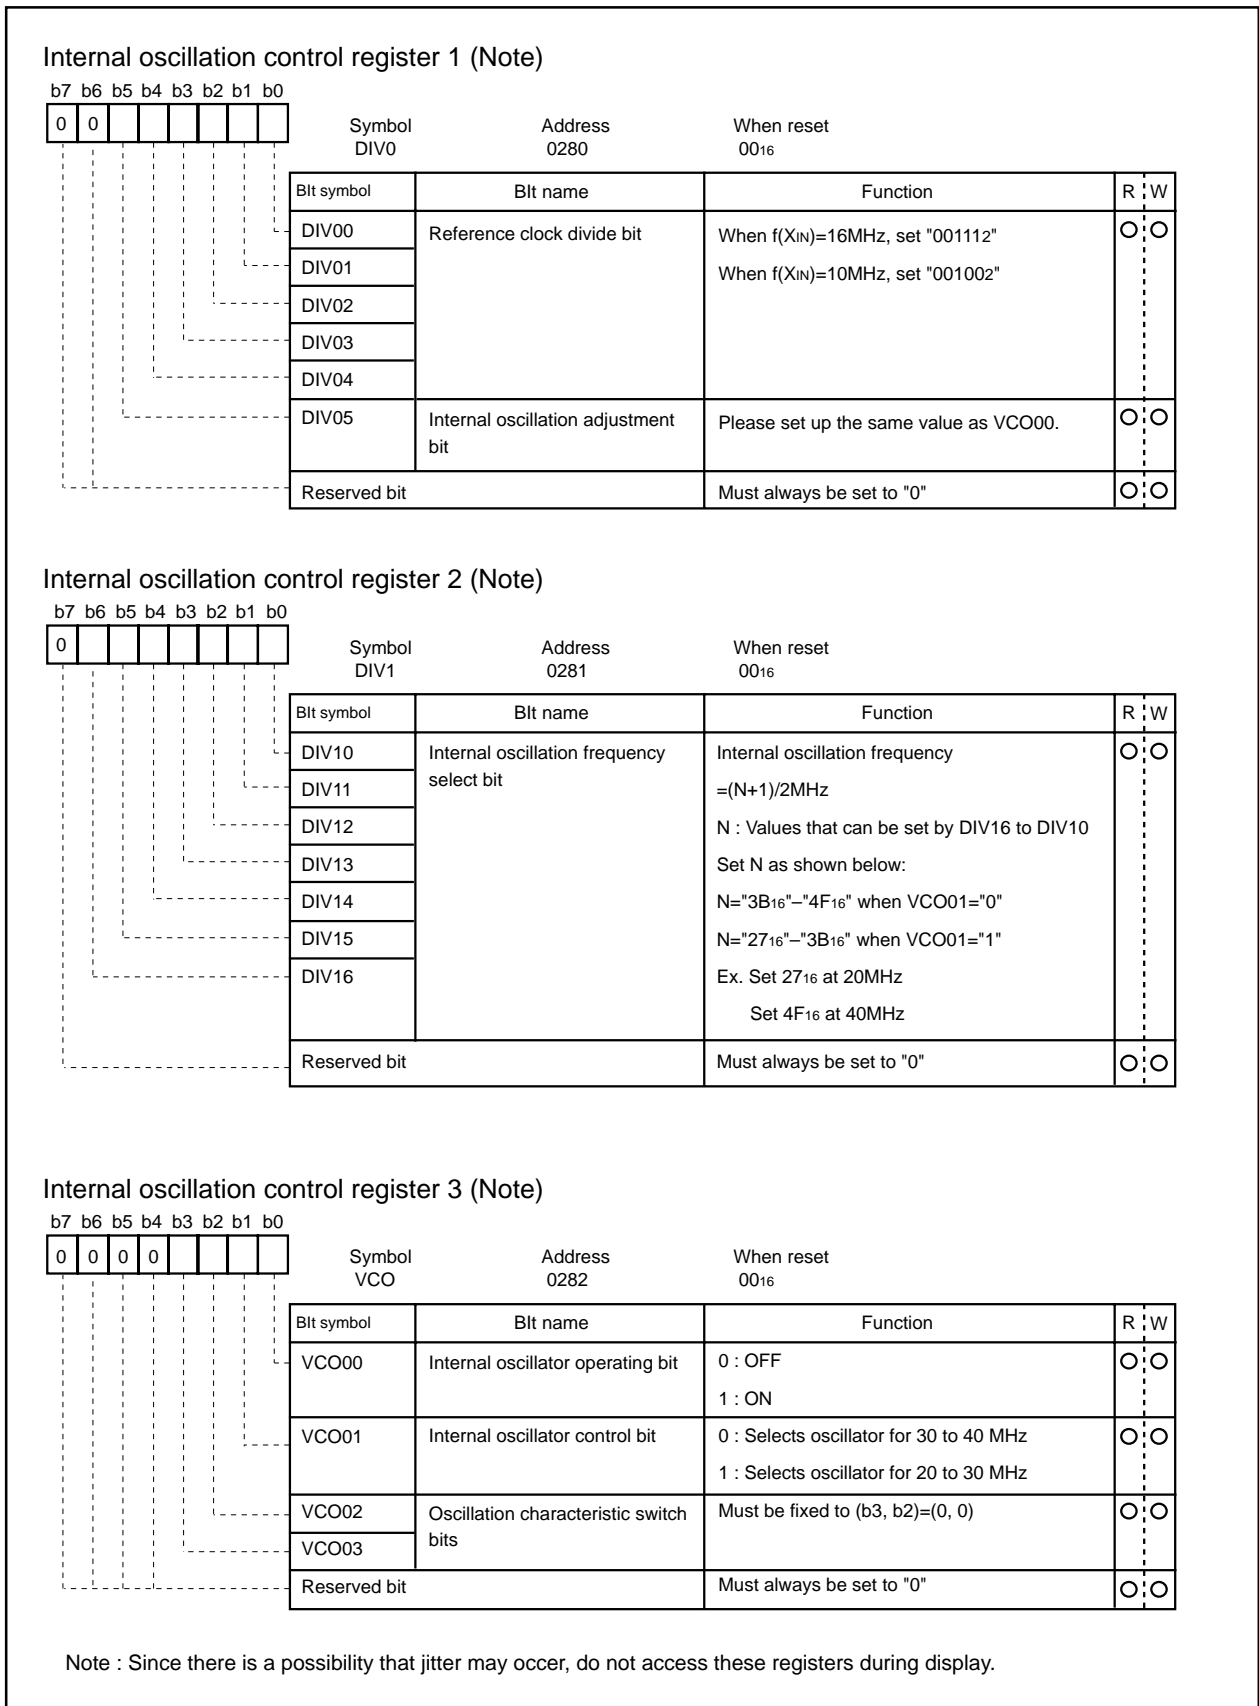 Internal oscillation control register 1 (Note)
b7 b6 b5 b4 b3 b2 b1 b0
0 0
Symbol Address When reset
DIV0 0280 0016
BIt symbol BIt name Function R W
DIV00 Reference clock divide bit When f(XIN)=16MHz, set "001112"
DIV01 When f(XIN)=10MHz, set "001002"
DIV02
DIV03
DIV04
DIV05 Internal oscillation adjustment Please set up the same value as VCO00.
bit
Reserved bit Must always be set to "0"
Internal oscillation control register 2 (Note)
b7 b6 b5 b4 b3 b2 b1 b0
0
Symbol Address When reset
DIV1 0281 0016
BIt symbol BIt name Function R W
DIV10 Internal oscillation frequency Internal oscillation frequency
DIV11 select bit =(N+1)/2MHz
DIV12 N : Values that can be set by DIV16 to DIV10
DIV13 Set N as shown below:
DIV14 N="3B16"–"4F16" when VCO01="0"
DIV15 N="2716"–"3B16" when VCO01="1"
DIV16 Ex. Set 2716 at 20MHz
Set 4F16 at 40MHz
Reserved bit Must always be set to "0"
Internal oscillation control register 3 (Note)
b7 b6 b5 b4 b3 b2 b1 b0
0 0 0 0
Symbol Address When reset
VCO 0282 0016
BIt symbol BIt name Function R W
VCO00 Internal oscillator operating bit 0 : OFF
1 : ON
VCO01 Internal oscillator control bit 0 : Selects oscillator for 30 to 40 MHz
1 : Selects oscillator for 20 to 30 MHz
VCO02 Oscillation characteristic switch Must be fixed to (b3, b2)=(0, 0)
VCO03 bits
Reserved bit Must always be set to "0"
Note : Since there is a possibility that jitter may occer, do not access these registers during display.